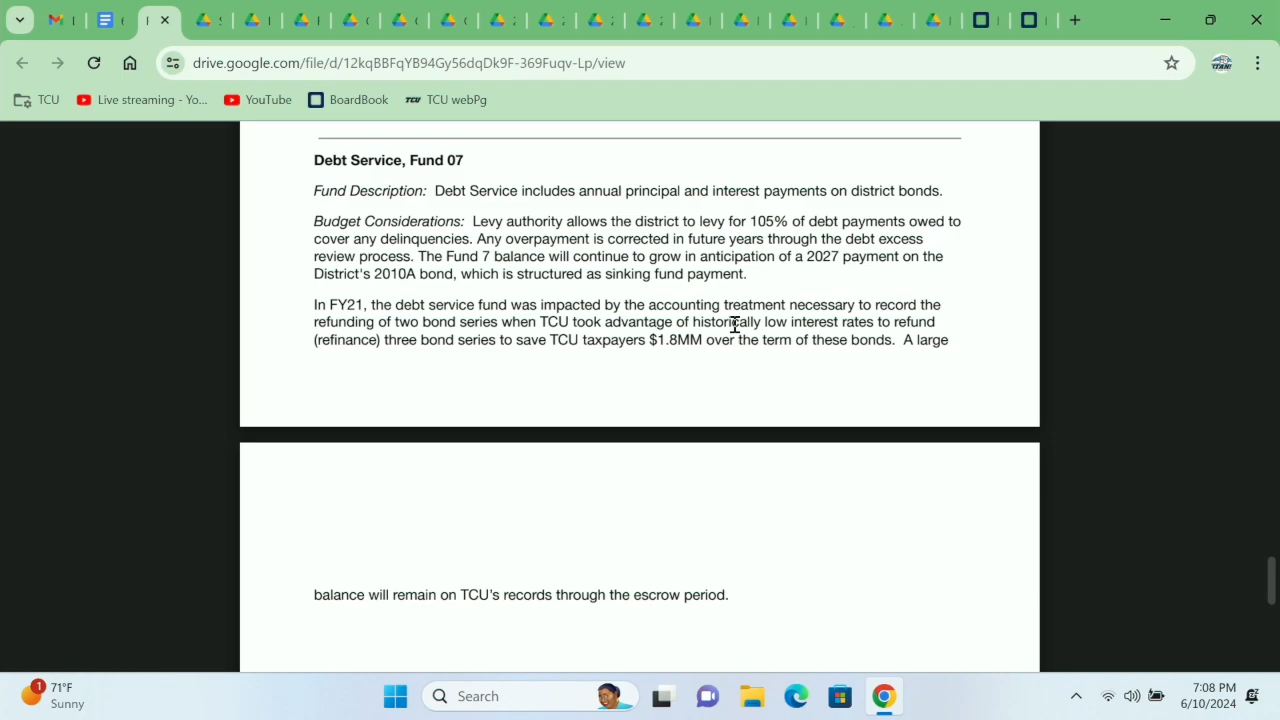 drive.google.com/file/d/12kqBBFqYB94Gy56dqDk9F-369Fuqv-Lp/view
TCU
Live streaming - Yo...
YouTube
BoardBook
TCU TCU webPg
Debt Service, Fund 07
Fund Description: Debt Service includes annual principal and interest payments on district bonds.
Budget Considerations: Levy authority allows the district to levy for 105% of debt payments owed to
cover any delinquencies. Any overpayment is corrected in future years through the debt excess
review process. The Fund 7 balance will continue to grow in anticipation of a 2027 payment on the
District's 2010A bond, which is structured as sinking fund payment.
In FY21, the debt service fund was impacted by the accounting treatment necessary to record the
refunding of two bond series when TCU took advantage of historically low interest rates to refund
(refinance) three bond series to save TCU taxpayers $1.8MM over the term of these bonds. A large
balance will remain on TCU's records through the escrow period.
1
71°F
Sunny
Search
7:08 PM
6/10/2024